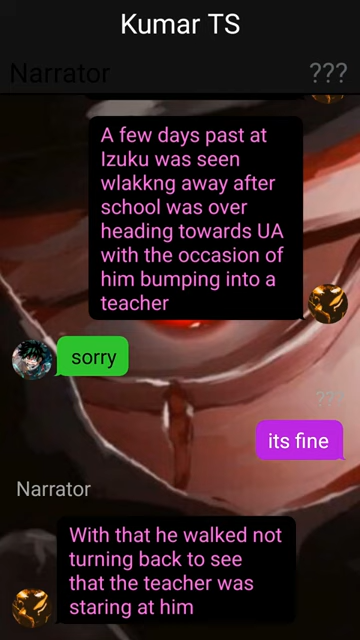 Kumar TS
Narrator
???
A few days past at
Izuku was seen
wlakkng away after
school was over
heading towards UA
with the occasion of
him bumping into a
teacher
sorry
???
its fine
Narrator
With that he walked not
turning back to see
that the teacher was
staring at him